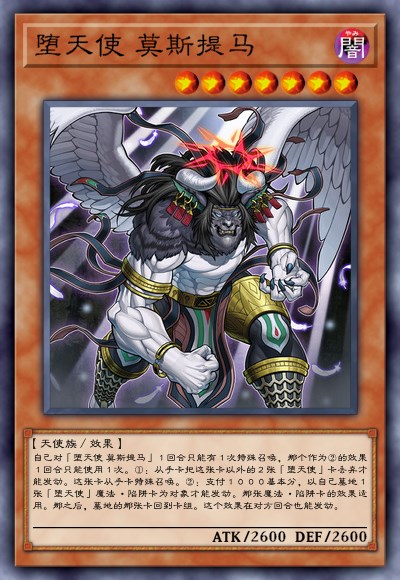 堕天使 莫斯提马
闇
やみ
【天使族/效果】
自己对「堕天使 莫斯提马」1回合只能有1次特殊召唤，那个作为②的效果
1回合只能使用1次。①：从手卡把这张卡以外的2张「堕天使」卡丢弃才
能发动。这张卡从手卡特殊召唤。②：支付1000基本分，以自己墓地1
张「堕天使」魔法·陷阱卡为对象才能发动。那张魔法·陷阱卡的效果适
用。那之后，墓地的那张卡回到卡组。这个效果在对方回合也能发动。
ATK/2600 DEF/2600